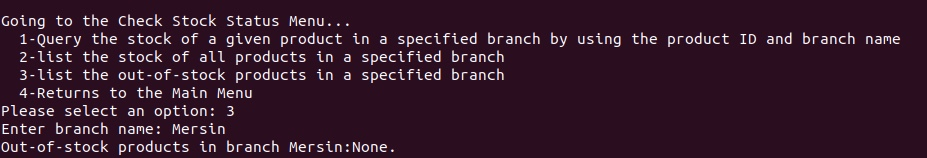 Going to the Check Stock Status Menu...
  1-Query the stock of a given product in a specified branch by using the product ID and branch name
  2-list the stock of all products in a specified branch
  3-list the out-of-stock products in a specified branch
  4-Returns to the Main Menu
Please select an option: 3
Enter branch name: Mersin
Out-of-stock products in branch Mersin:None.